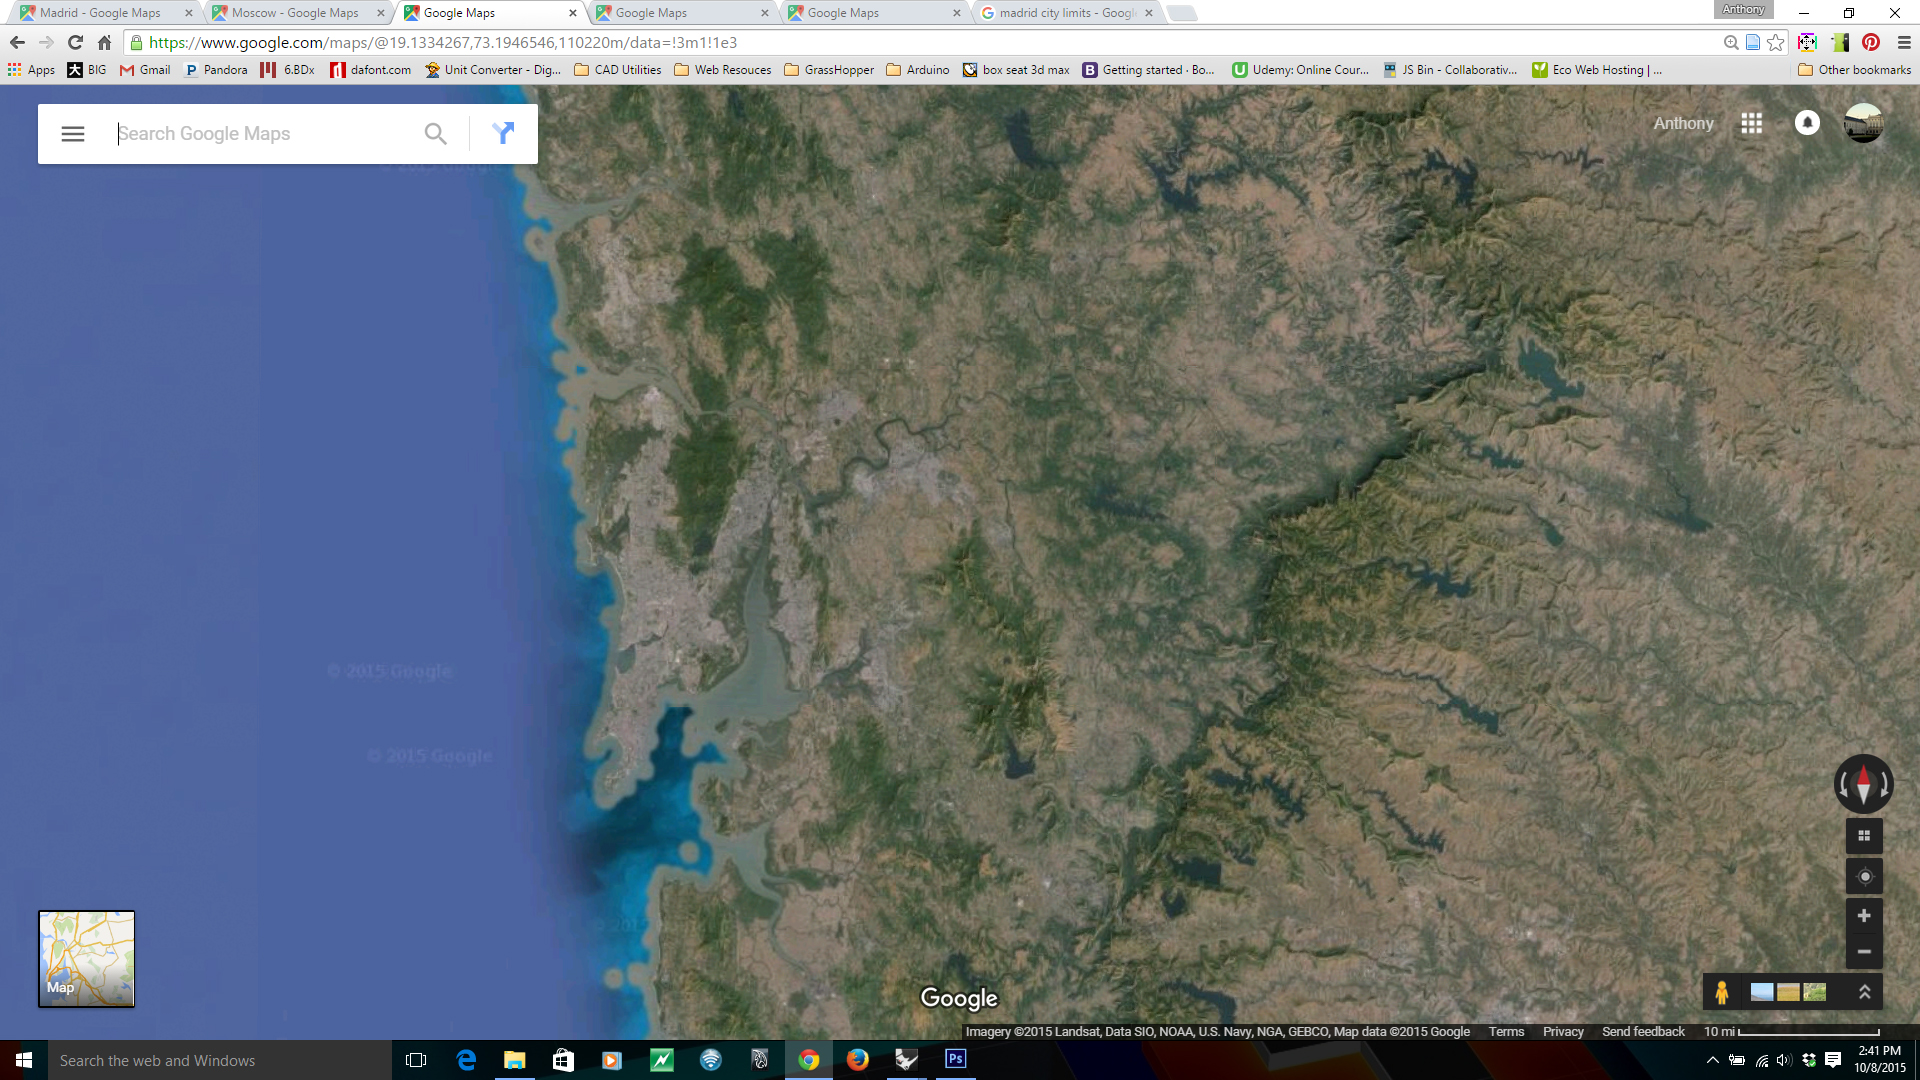 Anthony
Madrid - Google Maps
Moscow - Google Maps
Google Maps
Google Maps
Google Maps
madrid city limits - Google
https://www.google.com/maps/@19.1334267,73.1946546,110220m/data=!3m1!1e3
Apps
BIG
Gmail
Pandora
6.BDx
dafont.com
Unit Converter - Dig...
CAD Utilities
Web Resouces
GrassHopper
Arduino
box seat 3d max
Getting started · Bo...
Udemy: Online Cour...
JS Bin - Collaborativ...
Eco Web Hosting | ...
Other bookmarks
Search Google Maps
Anthony
© 2015 Google
© 2015 Google
© 2015 Google
Map
Google
Imagery ©2015 Landsat, Data SIO, NOAA, U.S. Navy, NGA, GEBCO, Map data ©2015 Google
Terms
Privacy
Send feedback
10 mi
Search the web and Windows
Ps
2:41 PM
10/8/2015